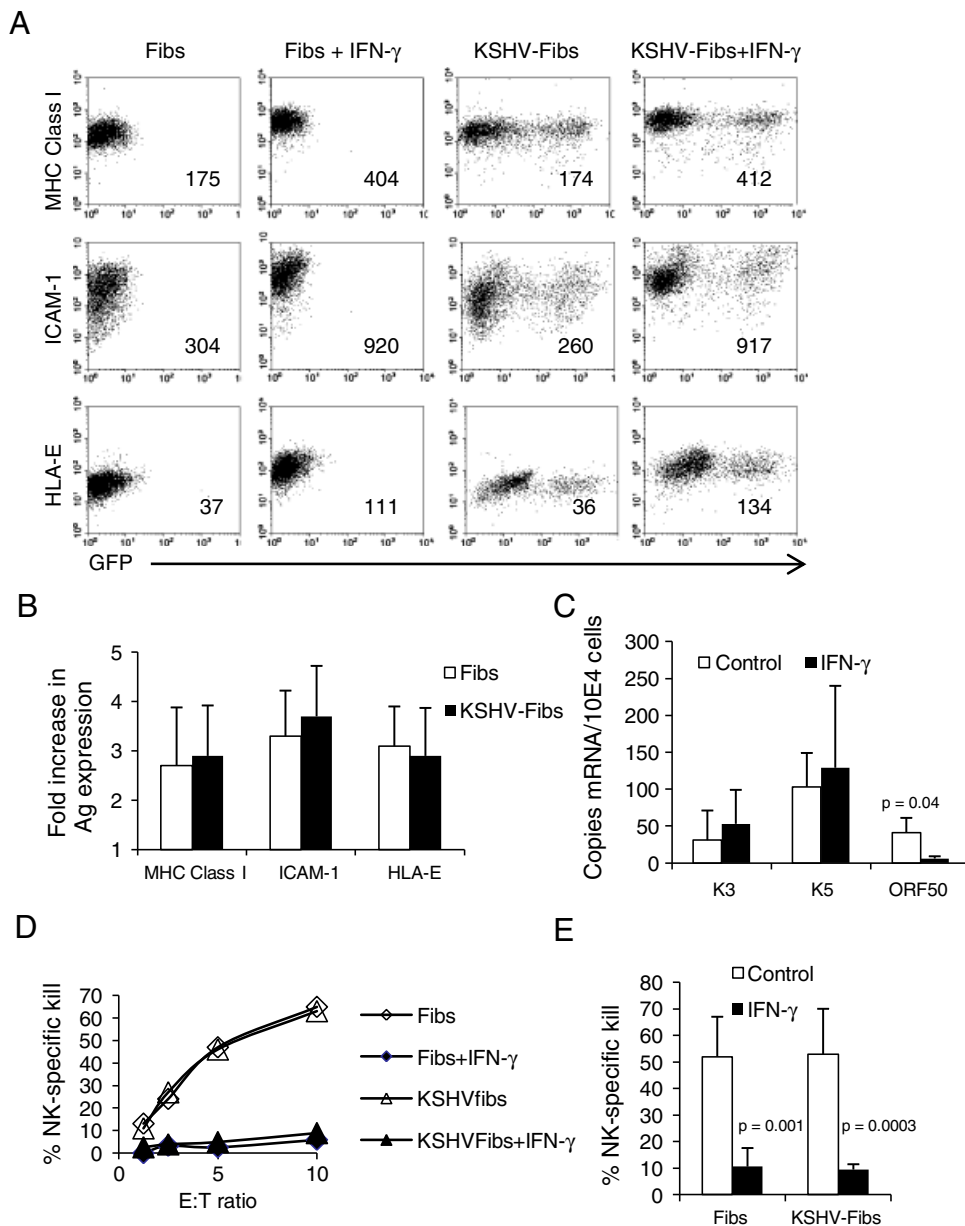 A
Fibs
Fibs + IFN-γ
KSHV-Fibs
KSHV-Fibs+IFN-γ
MHC Class I
175
404
174
412
ICAM-1
304
920
260
917
HLA-E
37
111
36
134
GFP
B
Fold increase in
Ag expression
5
4
3
2
1
MHC Class I
ICAM-1
HLA-E
Fibs
KSHV-Fibs
C
Copies mRNA/10E4 cells
300
250
200
150
100
50
0
Control
IFN-γ
p = 0.04
K3
K5
ORF50
D
% NK-specific kill
70
60
50
40
30
20
10
0
0
5
10
E:T ratio
Fibs
Fibs+IFN-γ
KSHVfibs
KSHVFibs+IFN-γ
E
% NK-specific kill
80
70
60
50
40
30
20
10
0
Control
IFN-γ
p = 0.001
p = 0.0003
Fibs
KSHV-Fibs